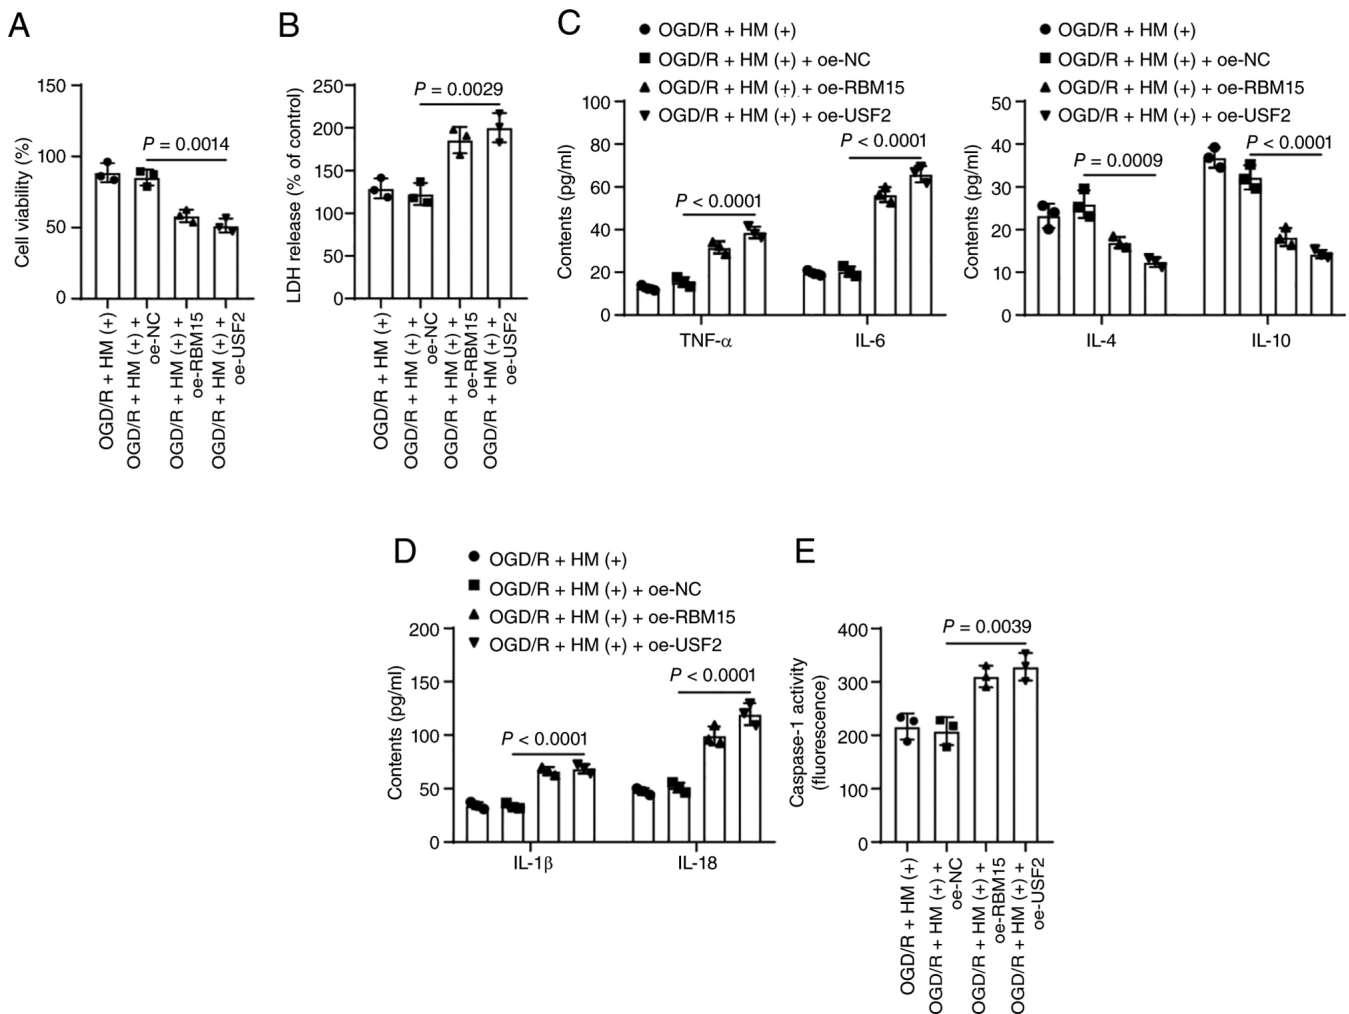 A
Cell viability (%)
150
100
50
0
P = 0.0014
OGD/R + HM (+)
OGD/R + HM (+) +
oe-NC
OGD/R + HM (+) +
oe-RBM15
OGD/R + HM (+) +
oe-USF2
B
LDH release (% of control)
250
200
150
100
50
0
P = 0.0029
OGD/R + HM (+)
OGD/R + HM (+) +
oe-NC
OGD/R + HM (+) +
oe-RBM15
OGD/R + HM (+) +
oe-USF2
C
OGD/R + HM (+)
OGD/R + HM (+) + oe-NC
OGD/R + HM (+) + oe-RBM15
OGD/R + HM (+) + oe-USF2
Contents (pg/ml)
100
80
60
40
20
0
P < 0.0001
P < 0.0001
TNF-α
IL-6
OGD/R + HM (+)
OGD/R + HM (+) + oe-NC
OGD/R + HM (+) + oe-RBM15
OGD/R + HM (+) + oe-USF2
Contents (pg/ml)
50
40
30
20
10
0
P = 0.0009
P < 0.0001
IL-4
IL-10
D
OGD/R + HM (+)
OGD/R + HM (+) + oe-NC
OGD/R + HM (+) + oe-RBM15
OGD/R + HM (+) + oe-USF2
Contents (pg/ml)
200
150
100
50
0
P < 0.0001
P < 0.0001
IL-1β
IL-18
E
Caspase-1 activity
(fluorescence)
400
300
200
100
0
P = 0.0039
OGD/R + HM (+)
OGD/R + HM (+) +
oe-NC
OGD/R + HM (+) +
oe-RBM15
OGD/R + HM (+) +
oe-USF2